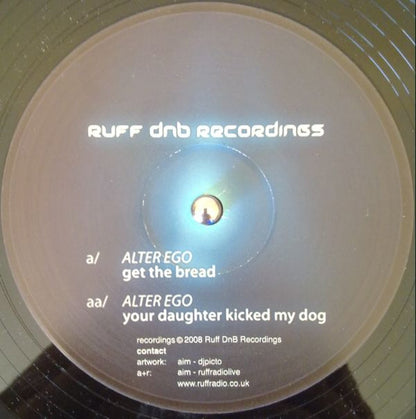 RUFF dnb RECORDINGS
a/ ALTER EGO
get the bread
aa/ ALTER EGO
your daughter kicked my dog
recordings © 2008 Ruff DnB Recordings
contact
artwork: aim - djpicto
a+r: aim - ruffradiolive
www.ruffradio.co.uk